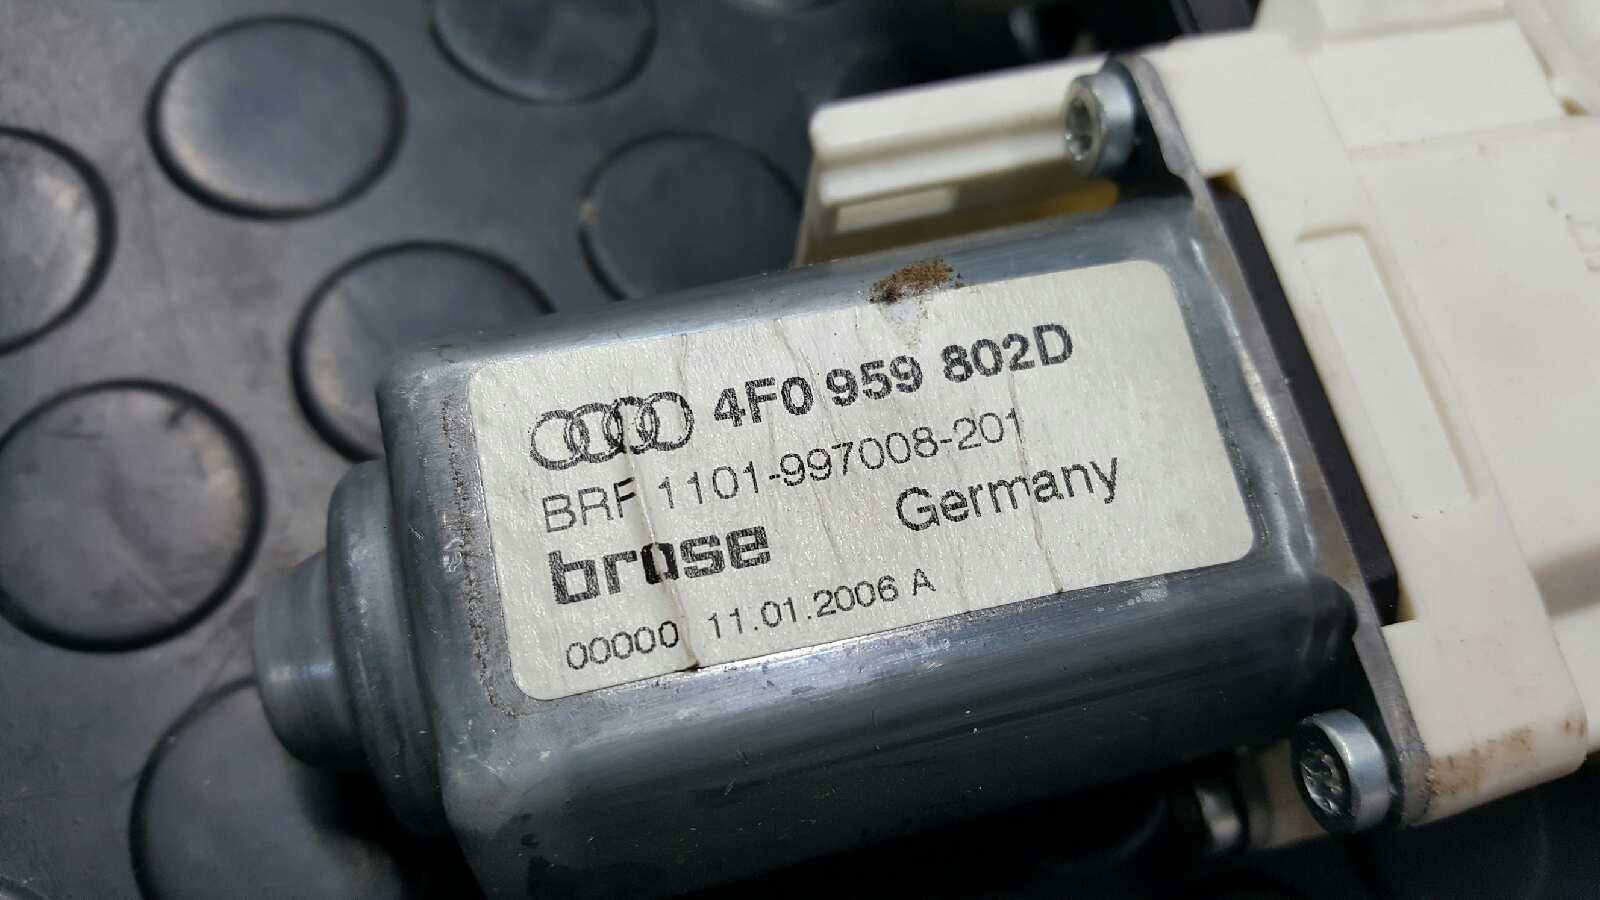 4F0 959 802D
BRF 1101-997008-201
brose Germany
00000 11.01.2006 A